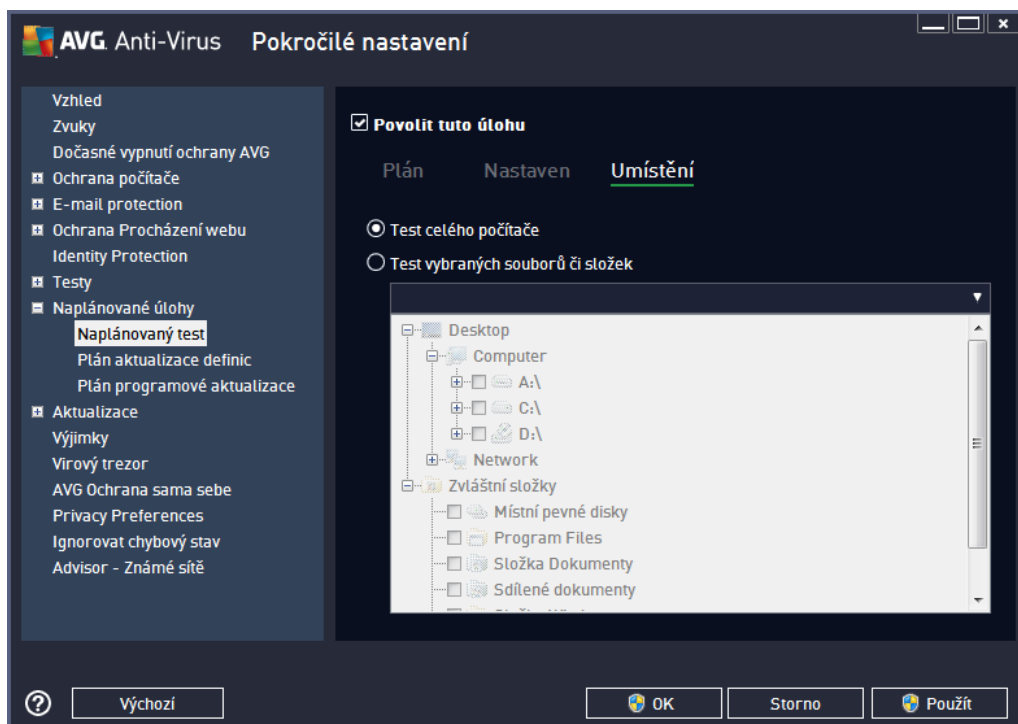 AVG. Anti-Virus Pokročilé nastavení
Vzhled
Zvuky
Dočasné vypnutí ochrany AVG
Ochrana počítače
E-mail protection
Ochrana Procházení webu
Identity Protection
Testy
Naplánované úlohy
Naplánovaný test
Plán aktualizace definic
Plán programové aktualizace
Aktualizace
Výjimky
Virový trezor
AVG Ochrana sama sebe
Privacy Preferences
Ignorovat chybový stav
Advisor - Známé sítě
Povolit tuto úlohu
Plán Nastaven Umístění
Test celého počítače
Test vybraných souborů či složek
Desktop
Computer
A:\
C:\
D:\
Network
Zvláštní složky
Místní pevné disky
Program Files
Složka Dokumenty
Sdílené dokumenty
? Výchozí OK Storno Použít